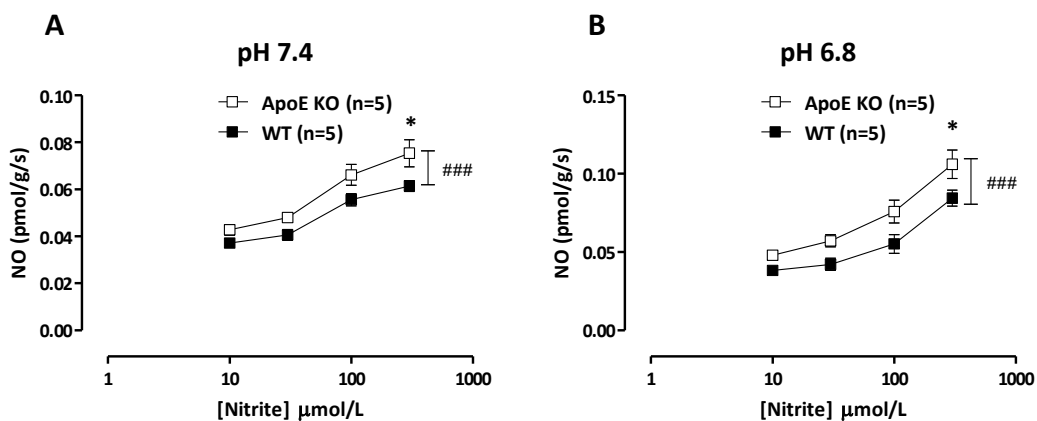 A
pH 7.4
ApoE KO (n=5)
WT (n=5)
*
###
0.10
0.08
0.06
0.04
0.02
0.00
NO (pmol/g/s)
1
10
100
1000
[Nitrite] μmol/L
B
pH 6.8
ApoE KO (n=5)
WT (n=5)
*
###
0.15
0.10
0.05
0.00
NO (pmol/g/s)
1
10
100
1000
[Nitrite] μmol/L